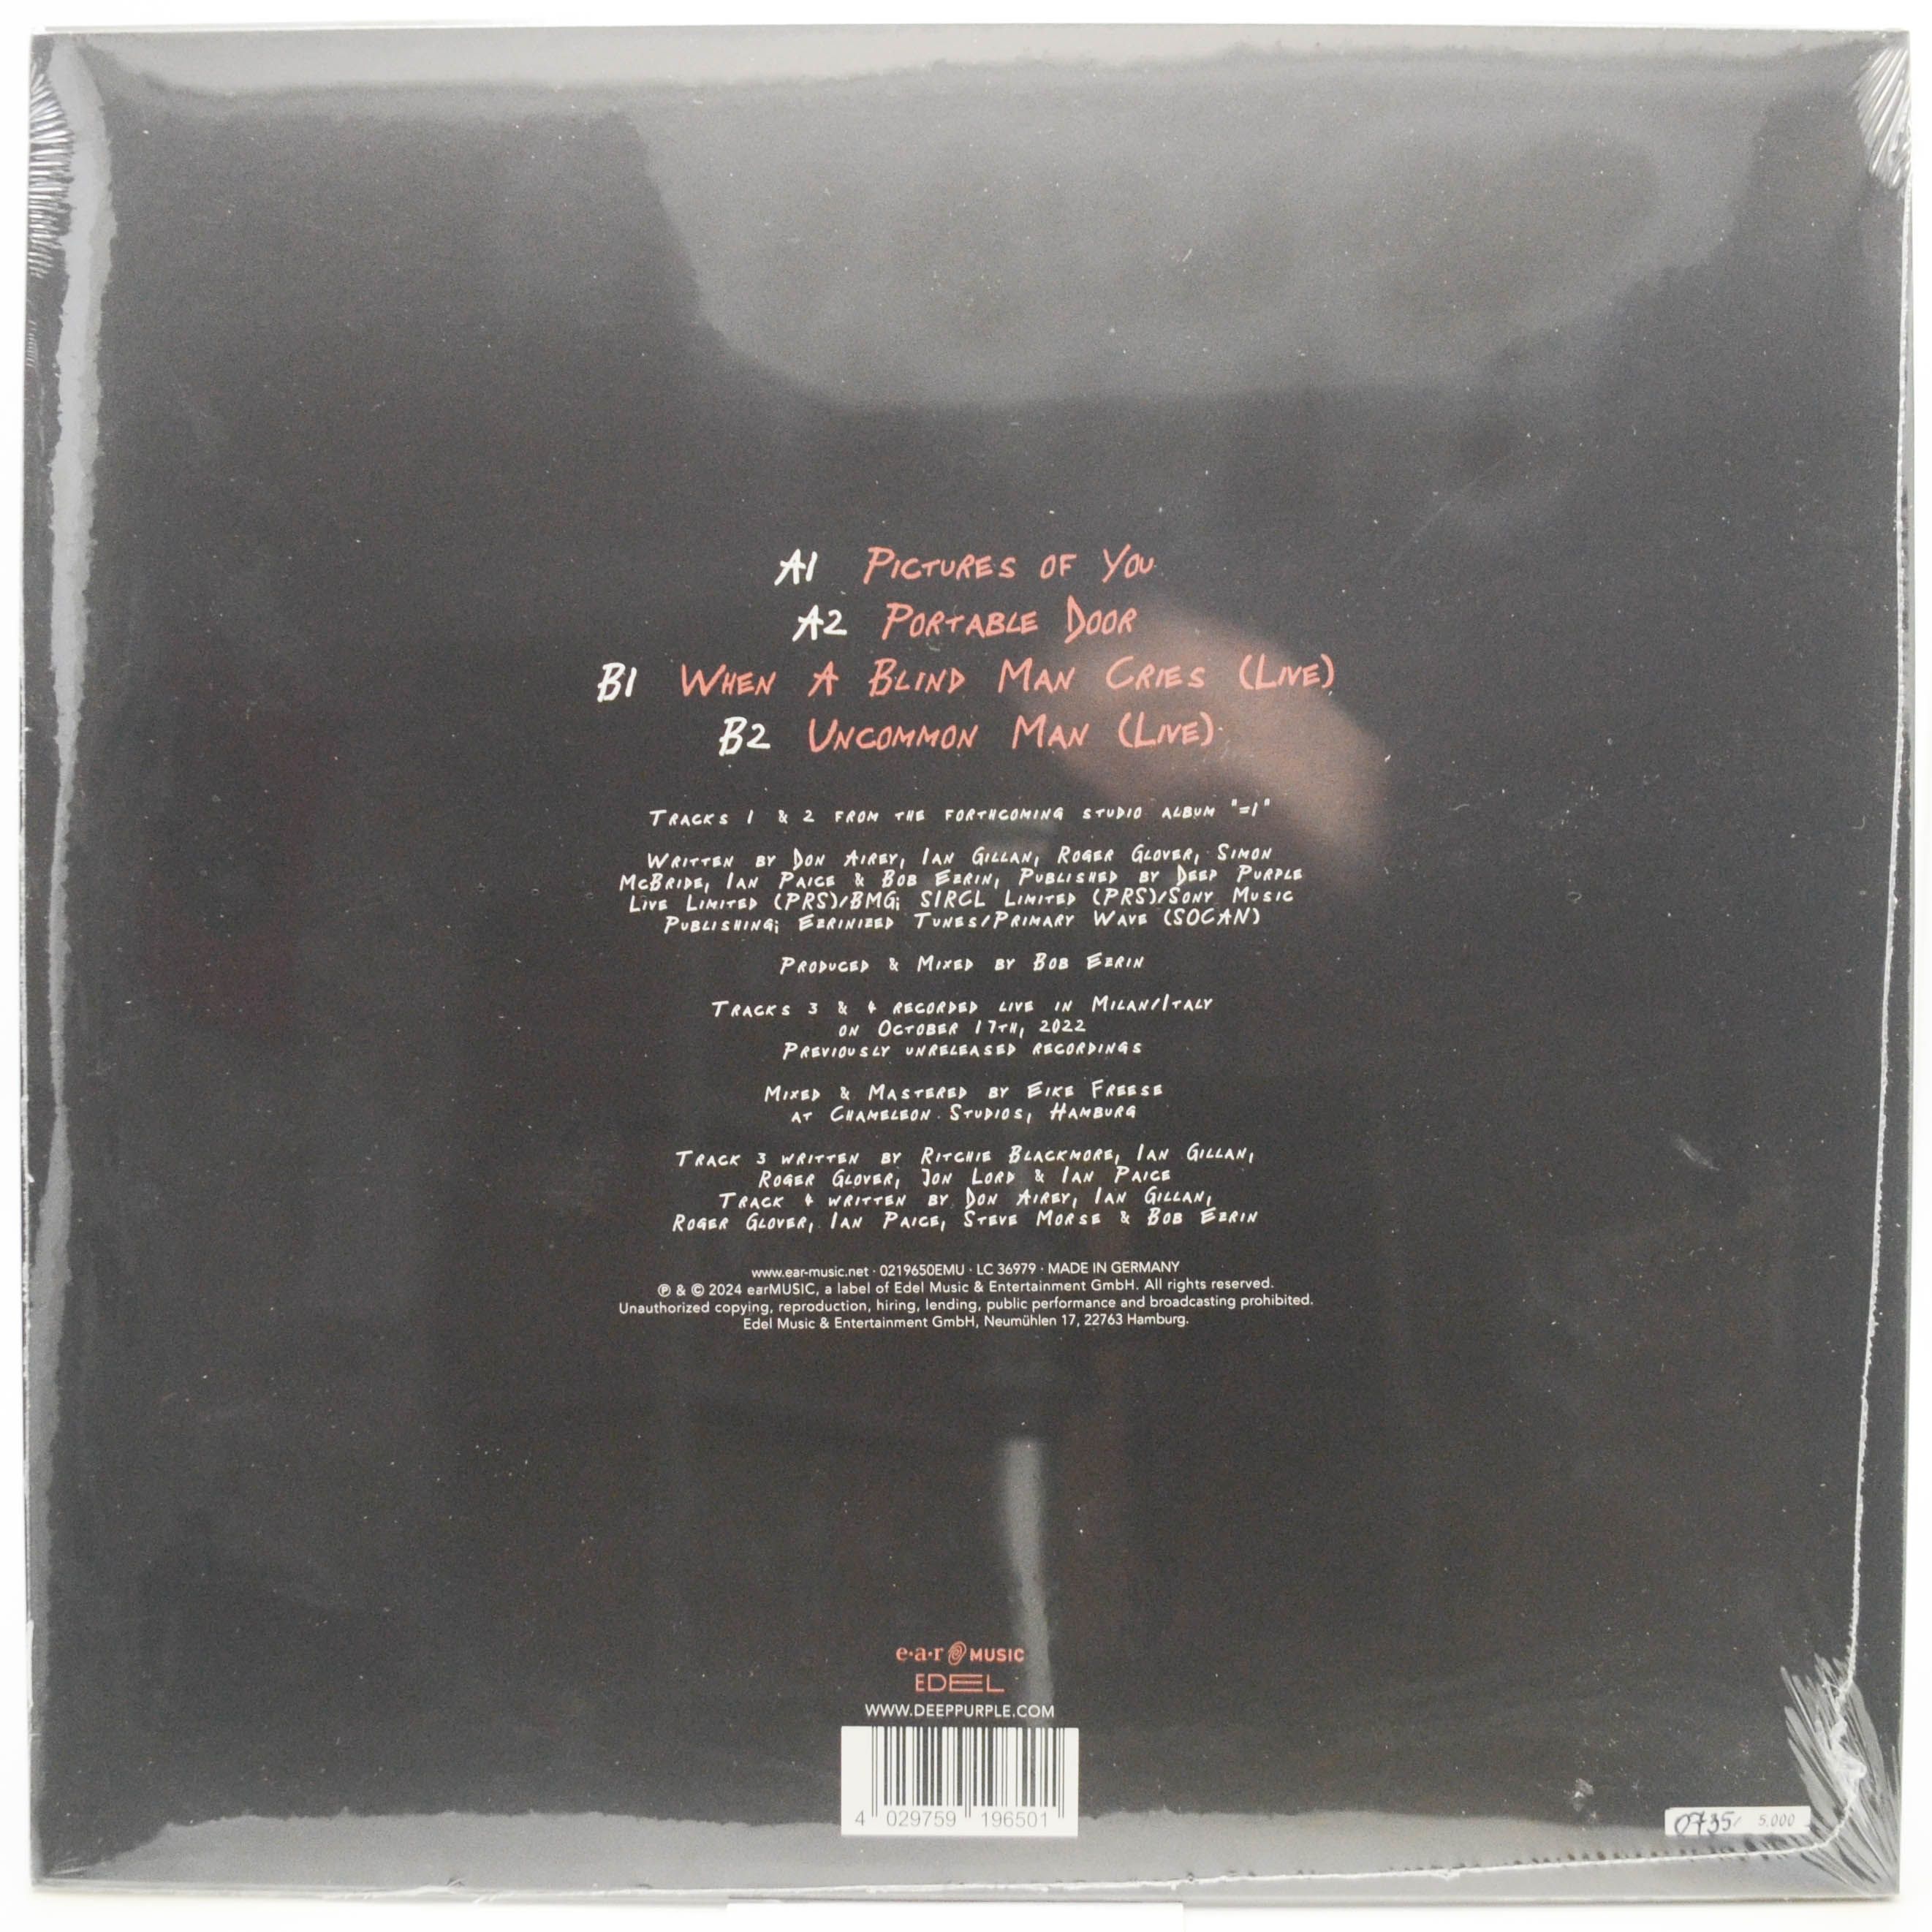 A1 Pictures of You
A2 Portable Door
B1 When A Blind Man Cries (Live)
B2 Uncommon Man (Live)
Tracks 1 & 2 from the forthcoming studio album "=1"
Written by Don Airey, Ian Gillan, Roger Glover, Simon
McBride, Ian Paice & Bob Ezrin, Published by Deep Purple
Live Limited (PRS)/BMG; SIRCL Limited (PRS)/Sony Music
Publishing; Ezrinized Tunes/Primary Wave (SOCAN)
Produced & Mixed by Bob Ezrin
Tracks 3 & 4 recorded live in Milan/Italy
on October 17th, 2022
Previously unreleased recordings
Mixed & Mastered by Eike Freese
at Chameleon Studios, Hamburg
Track 3 written by Ritchie Blackmore, Ian Gillan,
Roger Glover, Jon Lord & Ian Paice
Track 4 written by Don Airey, Ian Gillan,
Roger Glover, Ian Paice, Steve Morse & Bob Ezrin
www.ear-music.net · 0219650EMU · LC 36979 · MADE IN GERMANY
℗ & © 2024 earMUSIC, a label of Edel Music & Entertainment GmbH. All rights reserved.
Unauthorized copying, reproduction, hiring, lending, public performance and broadcasting prohibited.
Edel Music & Entertainment GmbH, Neumühlen 17, 22763 Hamburg.
e·a·r MUSIC
EDEL
WWW.DEEPPURPLE.COM
4 029759 196501
0735/ 5.000